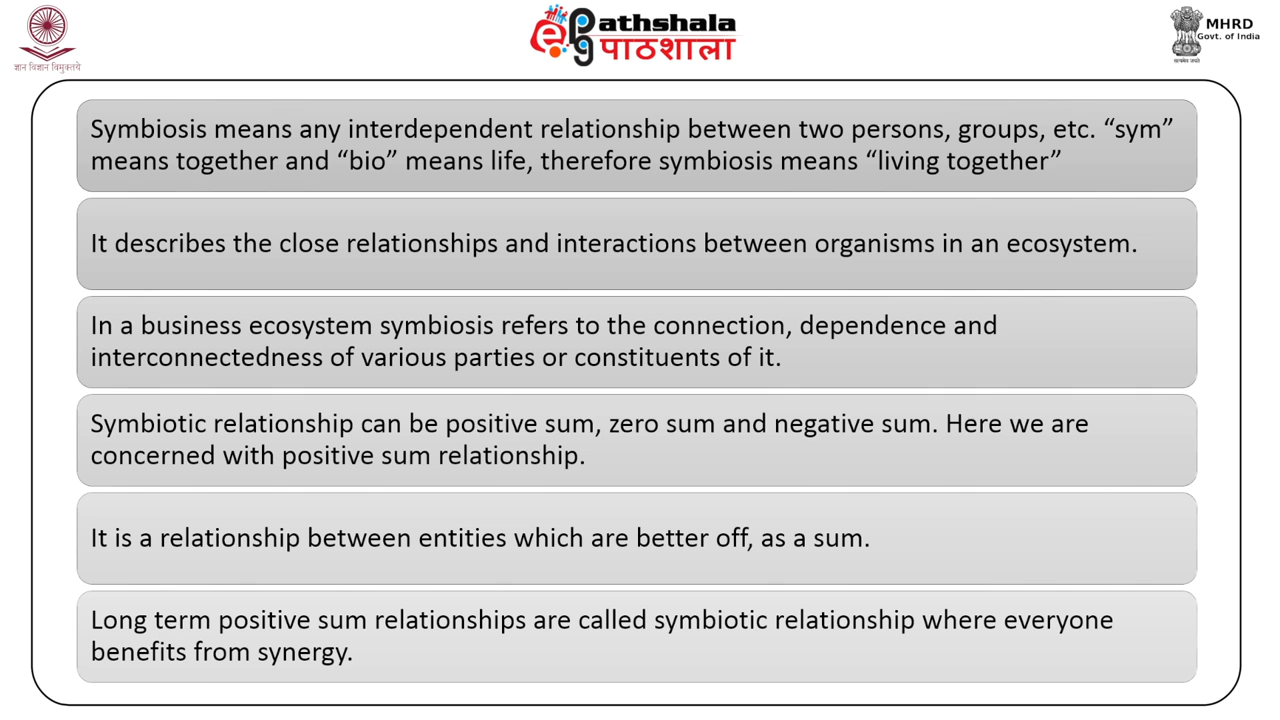 ज्ञान विज्ञान विमुक्तये
ePG Pathshala
पाठशाला
MHRD
Govt. of India
सत्यमेव जयते
Symbiosis means any interdependent relationship between two persons, groups, etc. “sym”
means together and “bio” means life, therefore symbiosis means “living together”
It describes the close relationships and interactions between organisms in an ecosystem.
In a business ecosystem symbiosis refers to the connection, dependence and
interconnectedness of various parties or constituents of it.
Symbiotic relationship can be positive sum, zero sum and negative sum. Here we are
concerned with positive sum relationship.
It is a relationship between entities which are better off, as a sum.
Long term positive sum relationships are called symbiotic relationship where everyone
benefits from synergy.